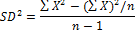 SD² = (∑ X² − (∑ X)²/n) / (n − 1)